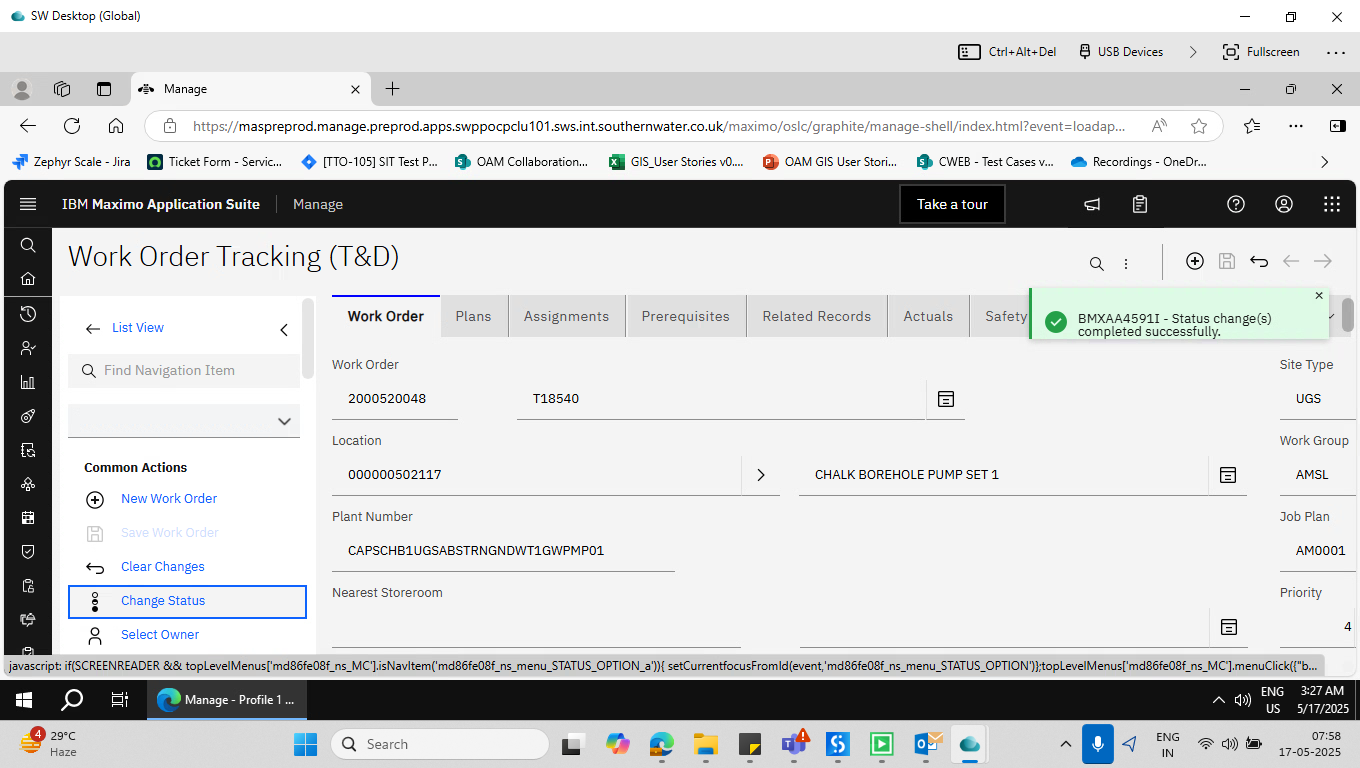 SW Desktop (Global)
Ctrl+Alt+Del
USB Devices
Fullscreen
Manage
https://maspreprod.manage.preprod.apps.swppocpclu101.sws.int.southernwater.co.uk/maximo/oslc/graphite/manage-shell/index.html?event=loadap...
Zephyr Scale - Jira
Ticket Form - Servic...
[TTO-105] SIT Test P...
OAM Collaboration...
GIS_User Stories v0....
OAM GIS User Stori...
CWEB - Test Cases v...
Recordings - OneDr...
IBM Maximo Application Suite
Manage
Take a tour
Work Order Tracking (T&D)
List View
Find Navigation Item
Common Actions
New Work Order
Save Work Order
Clear Changes
Change Status
Select Owner
Work Order
Plans
Assignments
Prerequisites
Related Records
Actuals
Safety
BMXAA4591I - Status change(s)
completed successfully.
Work Order
2000520048
T18540
Site Type
UGS
Location
000000502117
CHALK BOREHOLE PUMP SET 1
Work Group
AMSL
Plant Number
CAPSCHB1UGSABSTRNGNDWT1GWPMP01
Job Plan
AM0001
Nearest Storeroom
Priority
4
javascript: if(SCREENREADER && topLevelMenus['md86fe08f_ns_MC'].isNavItem('md86fe08f_ns_menu_STATUS_OPTION_a')){ setCurrentfocusFromId(event,'md86fe08f_ns_menu_STATUS_OPTION')};topLevelMenus['md86fe08f_ns_MC'].menuClick({"b...
Manage - Profile 1 ...
ENG
US
3:27 AM
5/17/2025
4
29°C
Haze
Search
ENG
IN
07:58
17-05-2025